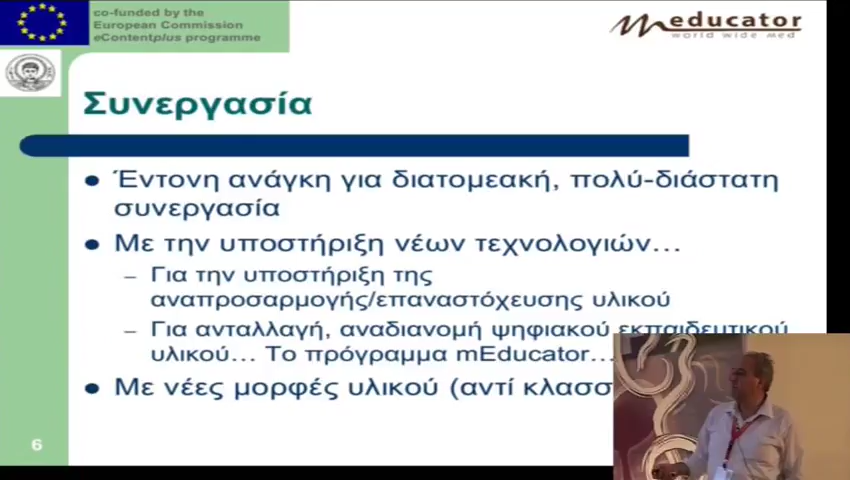 co-funded by the
European Commission
eContentplus programme
meducator
world wide med
Συνεργασία
Έντονη ανάγκη για διατομεακή, πολύ-διάστατη
συνεργασία
Με την υποστήριξη νέων τεχνολογιών…
– Για την υποστήριξη της
αναπροσαρμογής/επαναστόχευσης υλικού
– Για ανταλλαγή, αναδιανομή ψηφιακού εκπαιδευτικού
υλικού… Το πρόγραμμα mEducator…
Με νέες μορφές υλικού (αντί
6